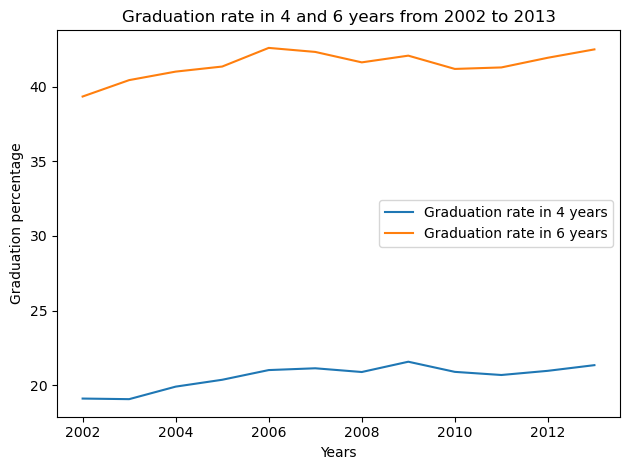 Graduation rate in 4 and 6 years from 2002 to 2013
Graduation percentage
40
35
30
25
20
Graduation rate in 4 years
Graduation rate in 6 years
2002 2004 2006 2008 2010 2012
Years